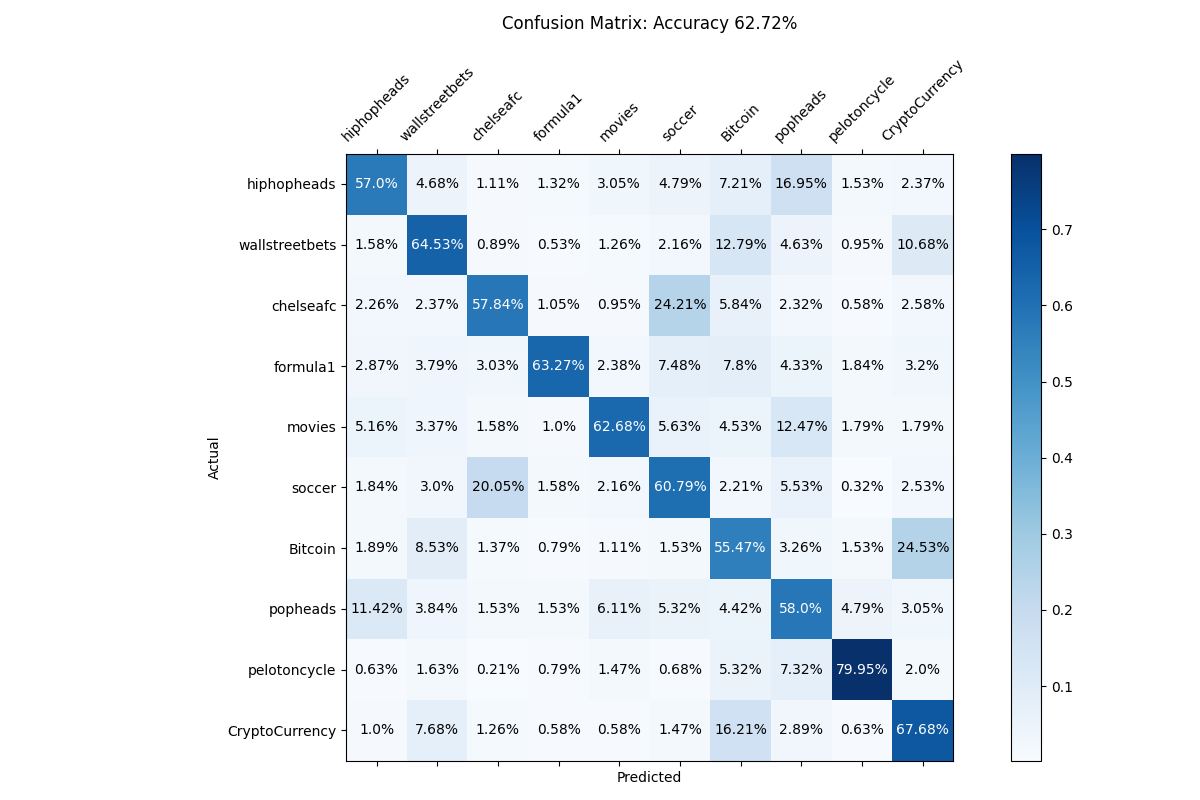 Confusion Matrix: Accuracy 62.72%
hiphopheads wallstreetbets chelseafc formula1 movies soccer Bitcoin popheads pelotoncycle CryptoCurrency
hiphopheads 57.0% 4.68% 1.11% 1.32% 3.05% 4.79% 7.21% 16.95% 1.53% 2.37%
wallstreetbets 1.58% 64.53% 0.89% 0.53% 1.26% 2.16% 12.79% 4.63% 0.95% 10.68%
chelseafc 2.26% 2.37% 57.84% 1.05% 0.95% 24.21% 5.84% 2.32% 0.58% 2.58%
formula1 2.87% 3.79% 3.03% 63.27% 2.38% 7.48% 7.8% 4.33% 1.84% 3.2%
movies 5.16% 3.37% 1.58% 1.0% 62.68% 5.63% 4.53% 12.47% 1.79% 1.79%
soccer 1.84% 3.0% 20.05% 1.58% 2.16% 60.79% 2.21% 5.53% 0.32% 2.53%
Bitcoin 1.89% 8.53% 1.37% 0.79% 1.11% 1.53% 55.47% 3.26% 1.53% 24.53%
popheads 11.42% 3.84% 1.53% 1.53% 6.11% 5.32% 4.42% 58.0% 4.79% 3.05%
pelotoncycle 0.63% 1.63% 0.21% 0.79% 1.47% 0.68% 5.32% 7.32% 79.95% 2.0%
CryptoCurrency 1.0% 7.68% 1.26% 0.58% 0.58% 1.47% 16.21% 2.89% 0.63% 67.68%
Actual
Predicted
0.7
0.6
0.5
0.4
0.3
0.2
0.1